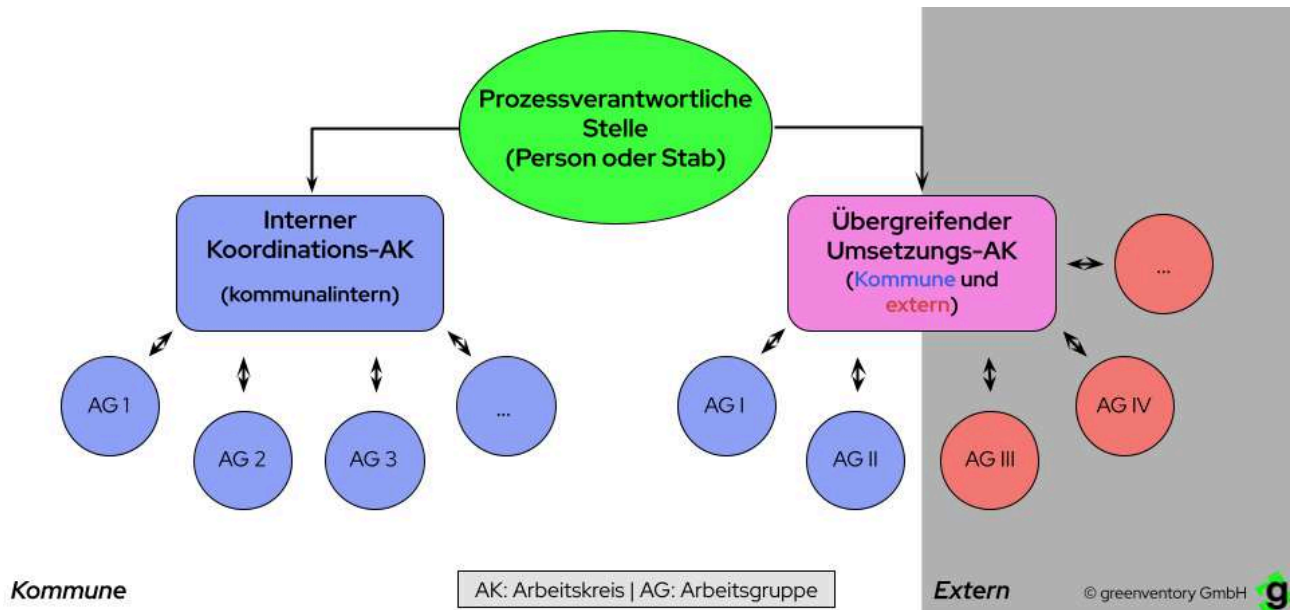 Prozessverantwortliche
Stelle
(Person oder Stab)
Interner
Koordinations-AK
(kommunalintern)
Übergreifender
Umsetzungs-AK
(Kommune und
extern)
...
AG 1
AG 2
AG 3
...
AG I
AG II
AG III
AG IV
Kommune
AK: Arbeitskreis | AG: Arbeitsgruppe
Extern
© greenventory GmbH
g